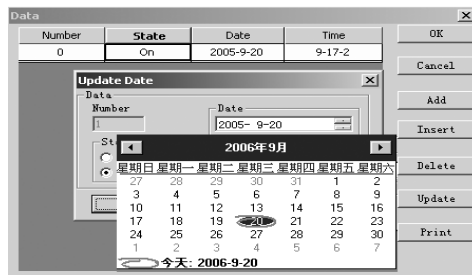 Data
Number State Date Time
0 On 2005-9-20 9-17-2
OK
Cancel
Add
Insert
Delete
Update
Print
Update Date
Data
Number
1
Date
2005- 9-20
2006年9月
星期日 星期一 星期二 星期三 星期四 星期五 星期六
27 28 29 30 31 1 2
3 4 5 6 7 8 9
10 11 12 13 14 15 16
17 18 19 20 21 22 23
24 25 26 27 28 29 30
1 2 3 4 5 6 7
今天: 2006-9-20